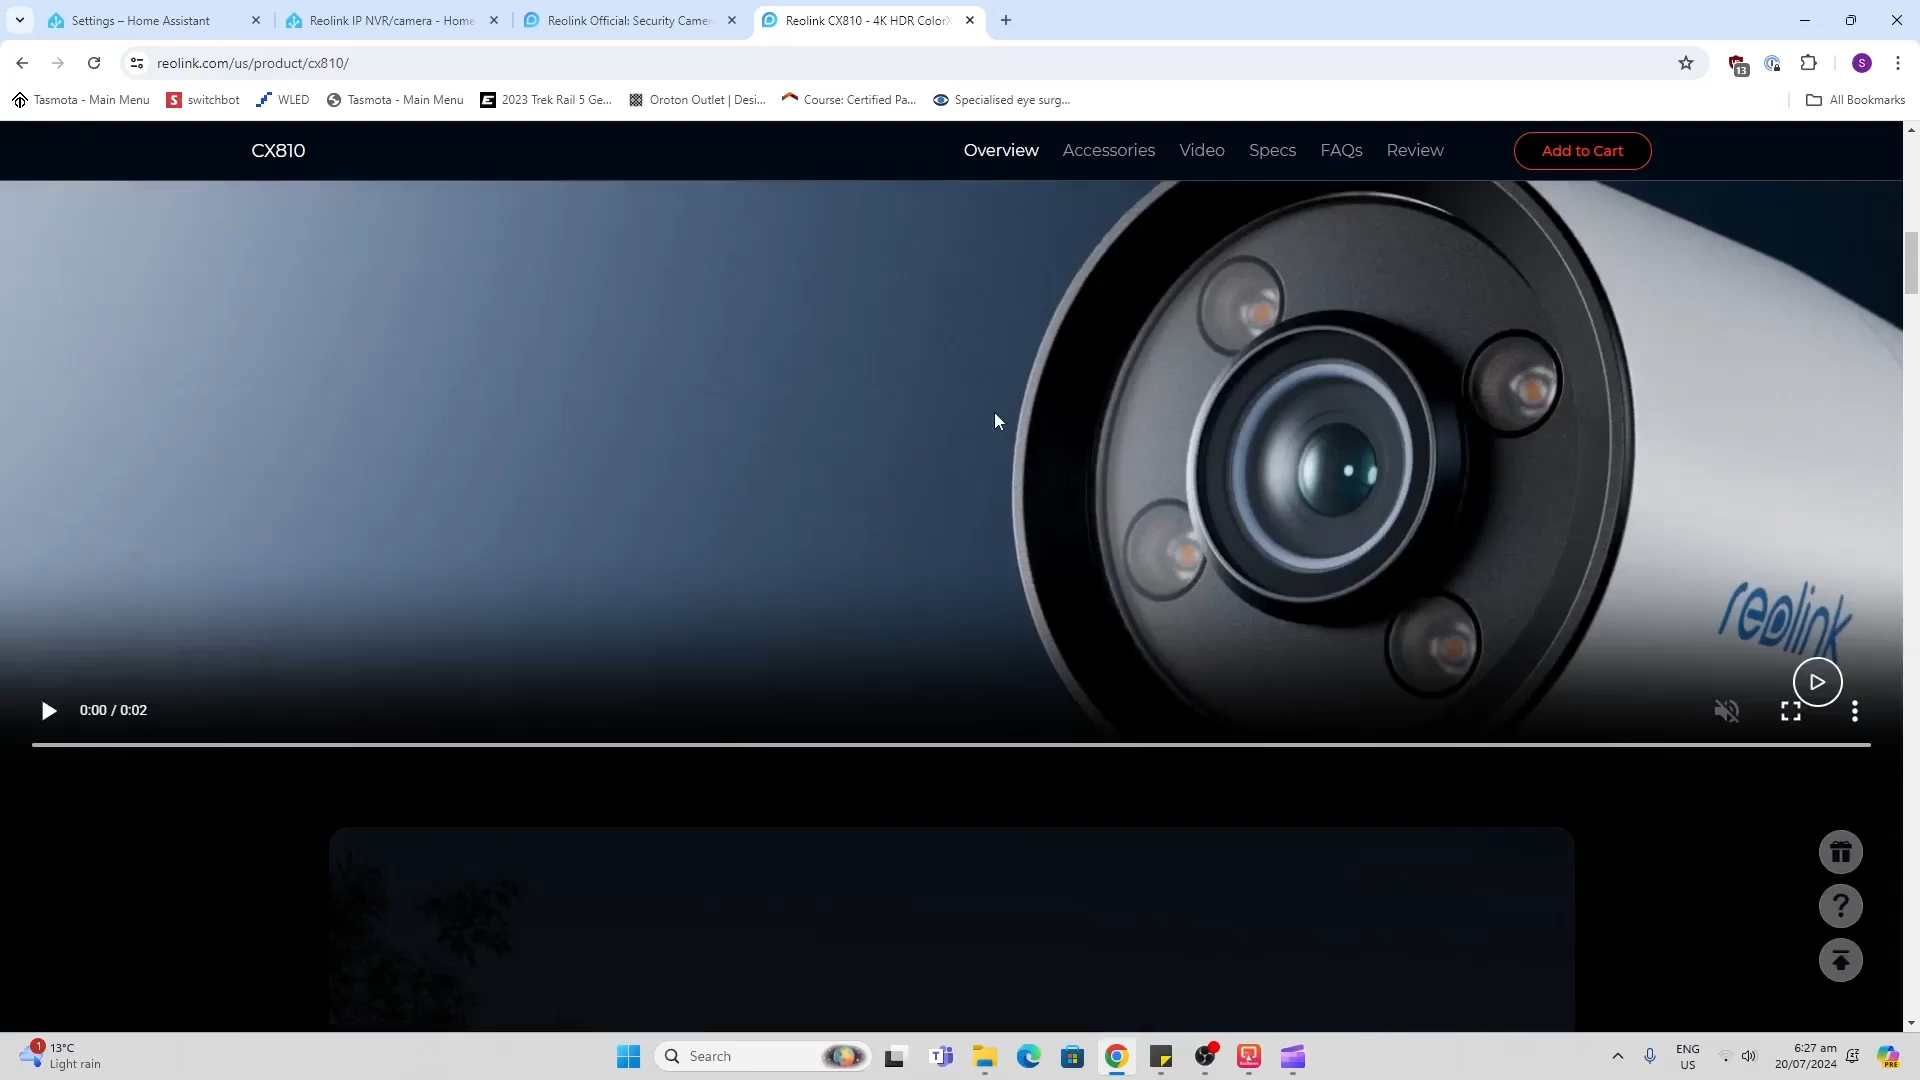 Settings – Home Assistant
Reolink IP NVR/camera - Home
Reolink Official: Security Camer
Reolink CX810 - 4K HDR ColorX
reolink.com/us/product/cx810/
13
S
Tasmota - Main Menu
switchbot
WLED
Tasmota - Main Menu
2023 Trek Rail 5 Ge...
Oroton Outlet | Desi...
Course: Certified Pa...
Specialised eye surg...
All Bookmarks
CX810
Overview
Accessories
Video
Specs
FAQs
Review
Add to Cart
reolink
0:00 / 0:02
1
13°C
Light rain
Search
ENG
US
6:27 am
20/07/2024
PRE